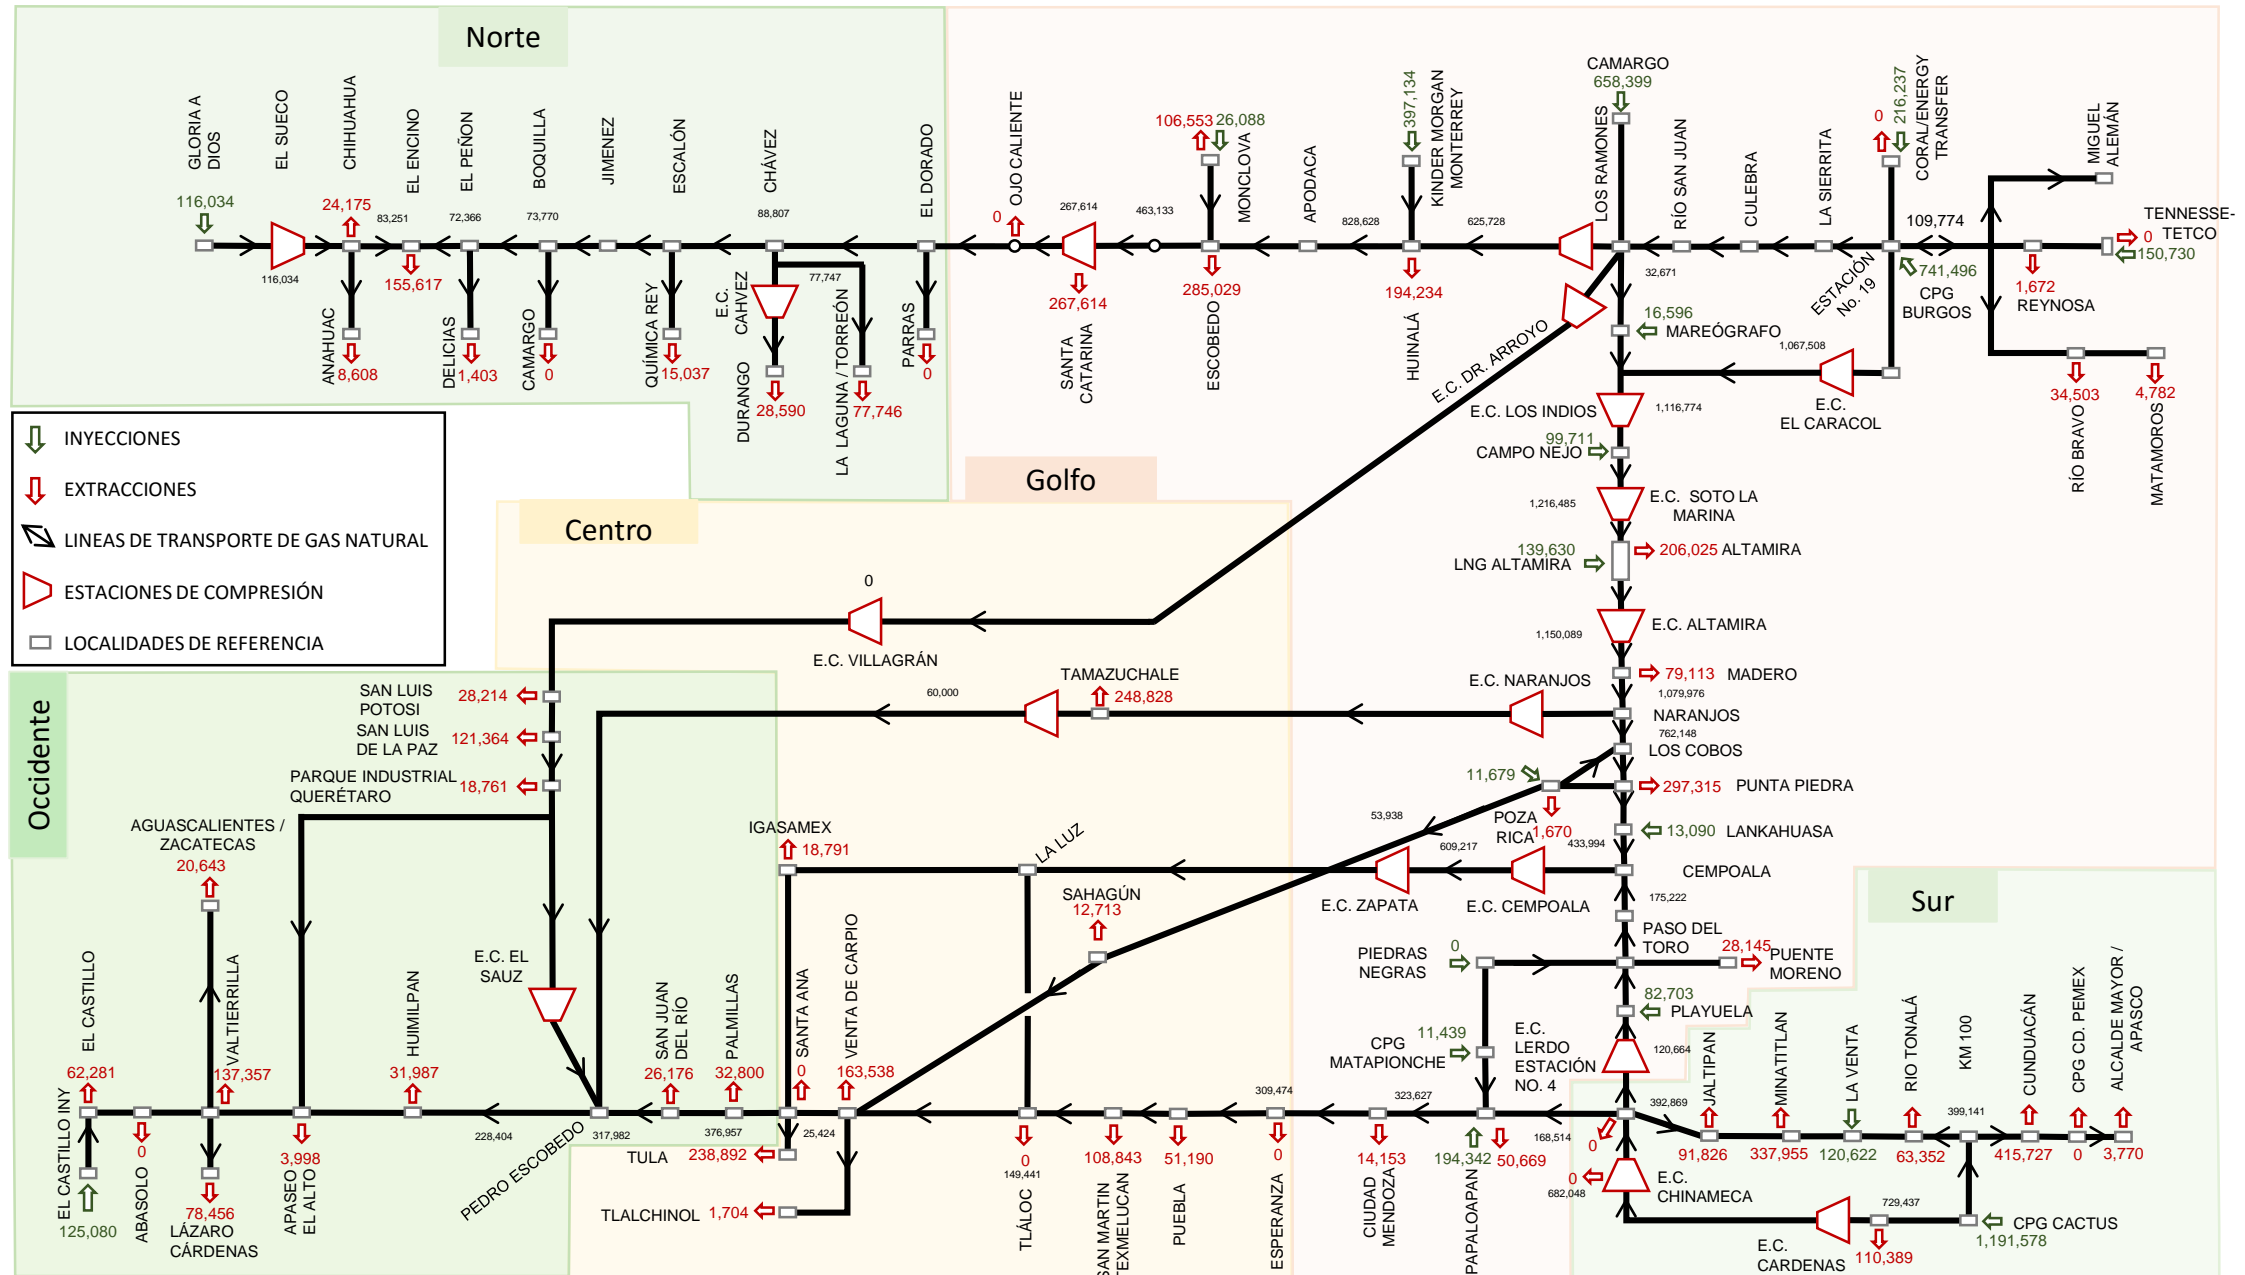 Norte
GLORIA A
DIOS
EL SUECO
CHIHUAHUA
EL ENCINO
EL PEÑON
BOQUILLA
JIMENEZ
ESCALÓN
CHÁVEZ
EL DORADO
116,034
24,175
83,251
72,366
73,770
88,807
116,034
155,617
77,747
ANAHUAC
8,608
DELICIAS
1,403
CAMARGO
0
QUÍMICA REY
15,037
E.C.
CAHVEZ
DURANGO
28,590
LA LAGUNA / TORREÓN
77,746
PARRAS
0
OJO CALIENTE
0
267,614
463,133
106,553
26,088
MONCLOVA
APODACA
397,134
KINDER MORGAN
MONTERREY
828,628
625,728
CAMARGO
658,399
LOS RAMONES
RÍO SAN JUAN
CULEBRA
LA SIERRITA
0
216,237
CORAL/ENERGY
TRANSFER
MIGUEL
ALEMÁN
TENNESSE-
TETCO
0
150,730
109,774
741,496
CPG
BURGOS
ESTACIÓN
No. 19
1,672
REYNOSA
267,614
SANTA
CATARINA
285,029
ESCOBEDO
194,234
HUINALÁ
32,671
16,596
MAREÓGRAFO
1,067,508
E.C.
EL CARACOL
34,503
RÍO BRAVO
4,782
MATAMOROS
E.C. DR. ARROYO
E.C. LOS INDIOS
1,116,774
99,711
CAMPO NEJO
1,216,485
E.C. SOTO LA
MARINA
139,630
LNG ALTAMIRA
206,025 ALTAMIRA
1,150,089
E.C. ALTAMIRA
79,113 MADERO
1,079,976
INYECCIONES
EXTRACCIONES
LINEAS DE TRANSPORTE DE GAS NATURAL
ESTACIONES DE COMPRESIÓN
LOCALIDADES DE REFERENCIA
Golfo
Centro
0
E.C. VILLAGRÁN
TAMAZUCHALE
248,828
60,000
E.C. NARANJOS
NARANJOS
762,148
LOS COBOS
11,679
297,315 PUNTA PIEDRA
POZA
RICA
1,670
53,938
13,090 LANKAHUASA
433,994
609,217
CEMPOALA
E.C. ZAPATA
E.C. CEMPOALA
175,222
Occidente
SAN LUIS
POTOSI
28,214
SAN LUIS
DE LA PAZ
121,364
PARQUE INDUSTRIAL
QUERÉTARO
18,761
AGUASCALIENTES /
ZACATECAS
20,643
IGASAMEX
18,791
LA LUZ
SAHAGÚN
12,713
E.C. EL
SAUZ
EL CASTILLO
62,281
VALTIERRILLA
137,357
HUIMILPAN
31,987
SAN JUAN
DEL RÍO
26,176
PALMILLAS
32,800
SANTA ANA
0
VENTA DE CARPIO
163,538
228,404
PEDRO ESCOBEDO
317,982
376,957
25,424
TULA
238,892
TLALCHINOL
1,704
EL CASTILLO INY
125,080
ABASOLO
0
78,456
LÁZARO
CÁRDENAS
3,998
APASEO
EL ALTO
0
149,441
TLÁLOC
108,843
SAN MARTIN
TEXMELUCAN
51,190
PUEBLA
309,474
0
ESPERANZA
323,627
14,153
CIUDAD
MENDOZA
194,342
50,669
PAPALOAPAN
PIEDRAS
NEGRAS
0
PASO DEL
TORO
28,145
PUENTE
MORENO
82,703
PLAYUELA
11,439
CPG
MATAPIONCHE
E.C.
LERDO
ESTACIÓN
NO. 4
120,664
392,869
168,514
0
0
E.C.
CHINAMECA
682,048
Sur
JALTIPAN
91,826
MINATITLAN
337,955
LA VENTA
120,622
RIO TONALÁ
63,352
KM 100
399,141
CUNDUACÁN
415,727
CPG CD. PEMEX
0
ALCALDE MAYOR /
APASCO
3,770
729,437
E.C.
CARDENAS
110,389
CPG CACTUS
1,191,578